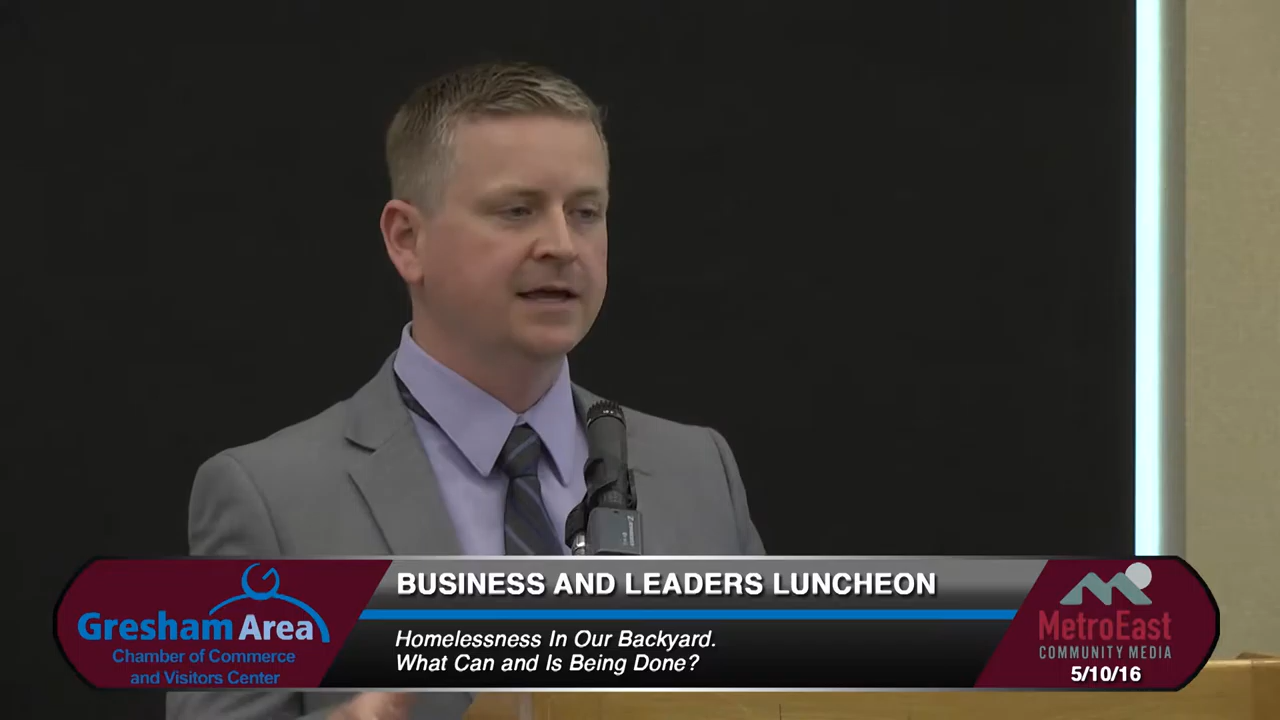 BUSINESS AND LEADERS LUNCHEON
Homelessness In Our Backyard.
What Can and Is Being Done?
Gresham Area
Chamber of Commerce
and Visitors Center
MetroEast
COMMUNITY MEDIA
5/10/16